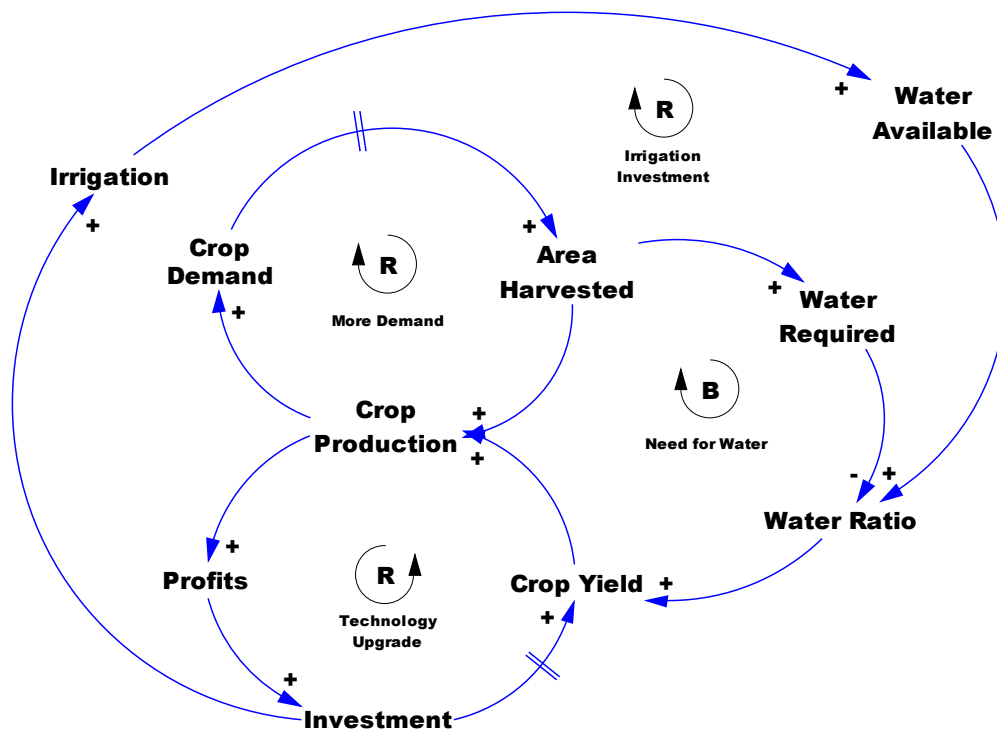 Water
Available
+
R
Irrigation
Investment
Irrigation
+
Crop
Demand
+
R
More Demand
+
Area
Harvested
+
Water
Required
B
Need for Water
Crop
Production
+
+
- +
Water Ratio
+
Profits
R
Technology
Upgrade
Crop Yield +
+
+
Investment